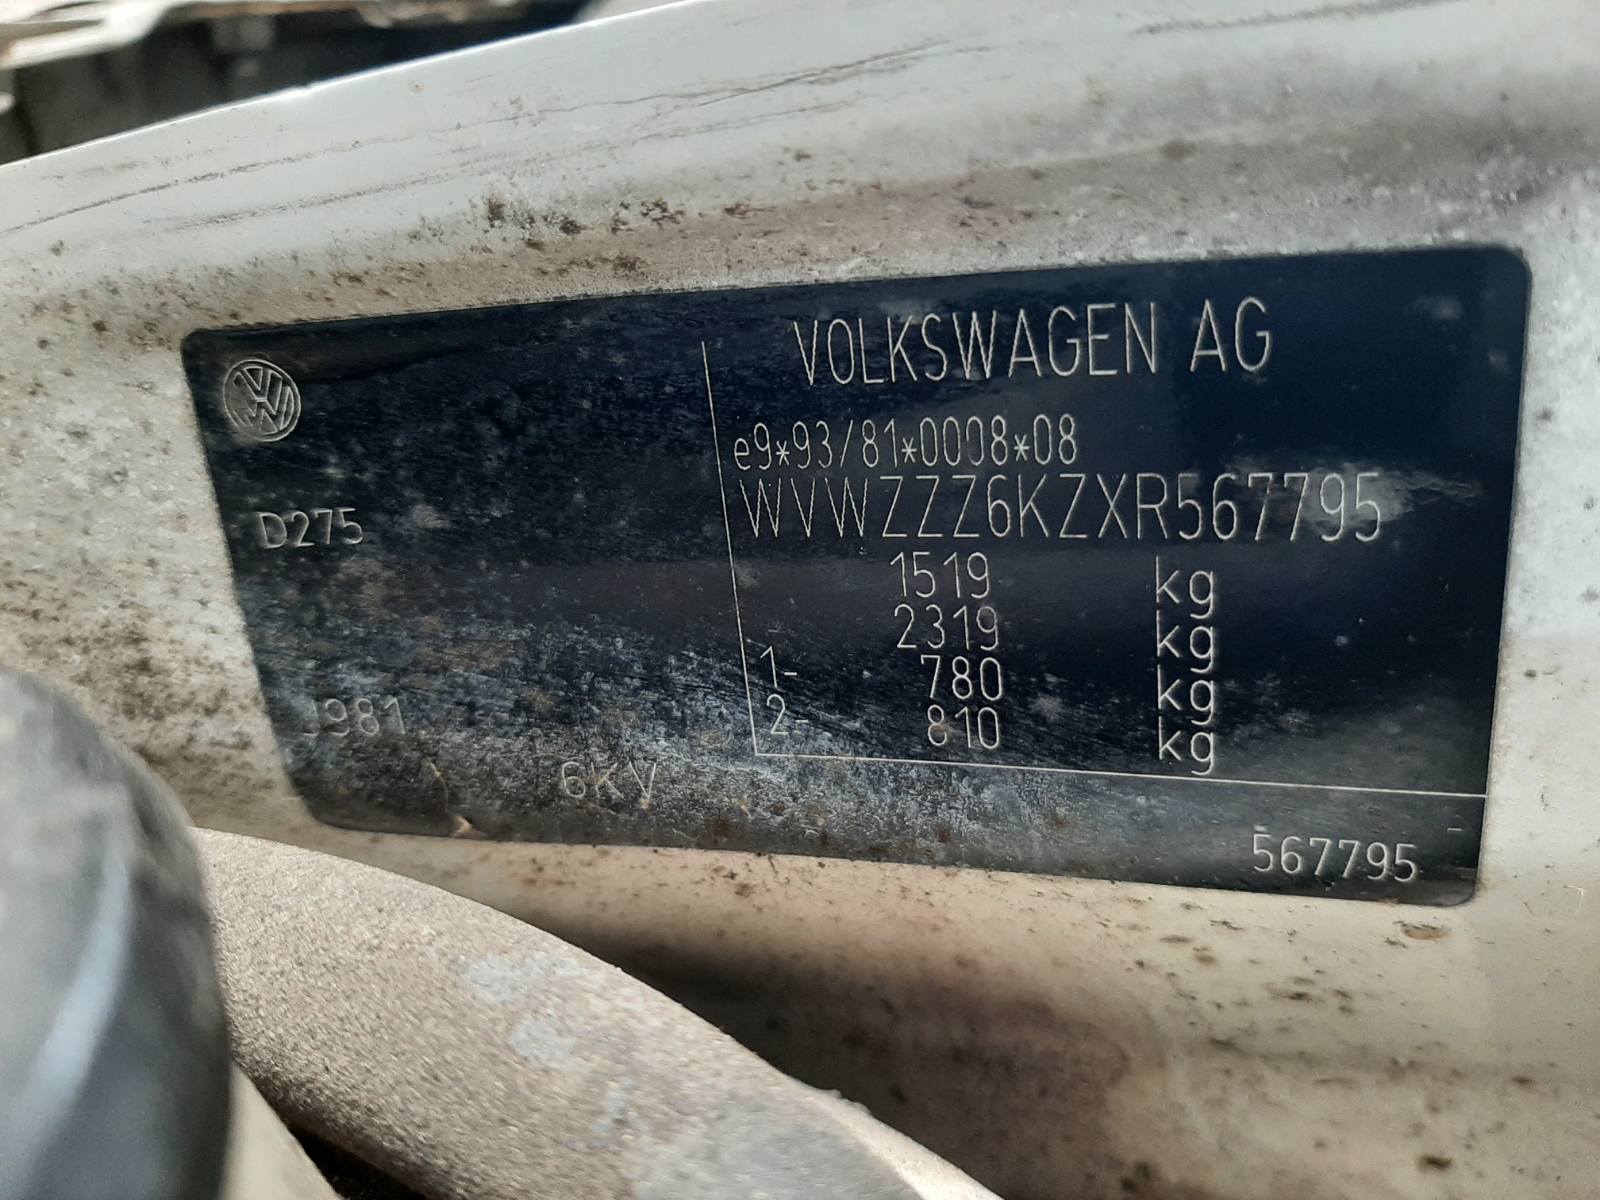 VOLKSWAGEN AG
e9*93/81*0008*08
WVWZZZ6KZXR567795
D275
1519 kg
2319 kg
1- 780 kg
2- 810 kg
J981
6KV
567795